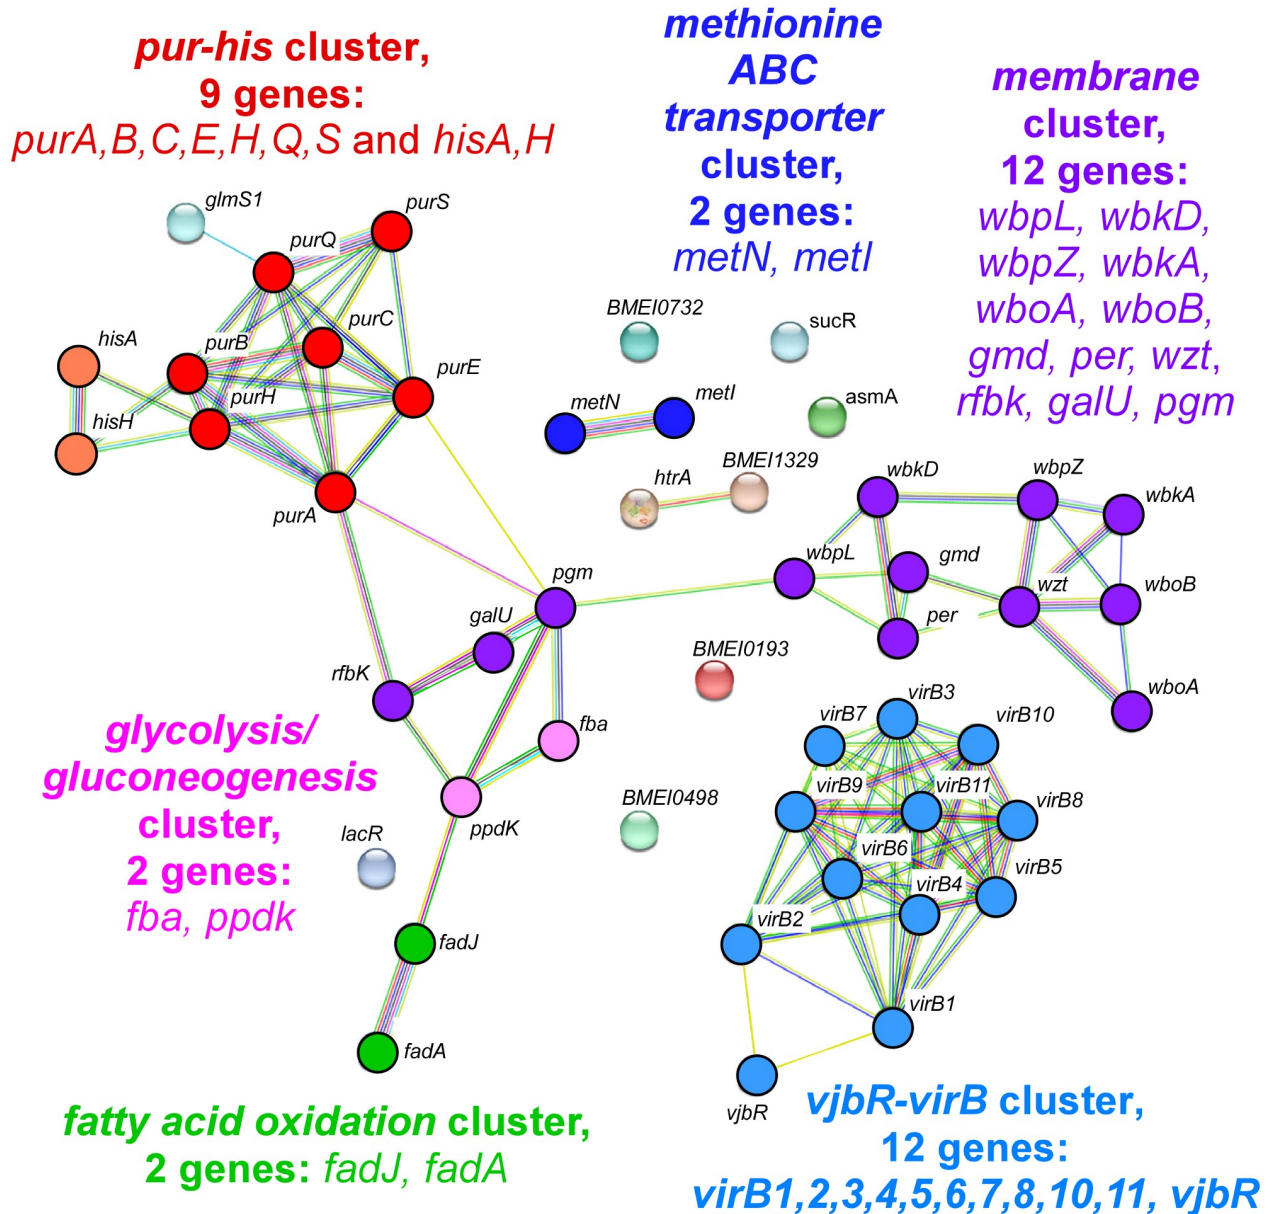 pur-his cluster,
9 genes:
purA,B,C,E,H,Q,S and hisA,H
methionine
ABC
transporter
cluster,
2 genes:
metN, metI
membrane
cluster,
12 genes:
wbpL, wbkD,
wbpZ, wbkA,
wboA, wboB,
gmd, per, wzt,
rfbk, galU, pgm
glmS1
purS
purQ
purC
hisA
purB
purE
purH
hisH
purA
BMEI0732
sucR
metN
metI
asmA
htrA
BMEI1329
wbkD
wbpZ
wbkA
wbpL
gmd
wzt
wboB
per
wboA
pgm
galU
rfbK
fba
ppdK
BMEI0193
glycolysis/
gluconeogenesis
cluster,
2 genes:
fba, ppdk
lacR
BMEI0498
fadJ
fadA
virB3
virB7
virB10
virB9
virB11
virB8
virB6
virB5
virB4
virB2
virB1
vjbR
fatty acid oxidation cluster,
2 genes: fadJ, fadA
vjbR-virB cluster,
12 genes:
virB1,2,3,4,5,6,7,8,10,11, vjbR